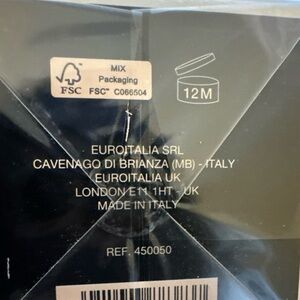 MIX
Packaging
FSC™ C066504
FSC
12M
EUROITALIA SRL
CAVENAGO DI BRIANZA (MB) - ITALY
EUROITALIA UK
LONDON E11 1HT - UK
MADE IN ITALY
REF. 450050